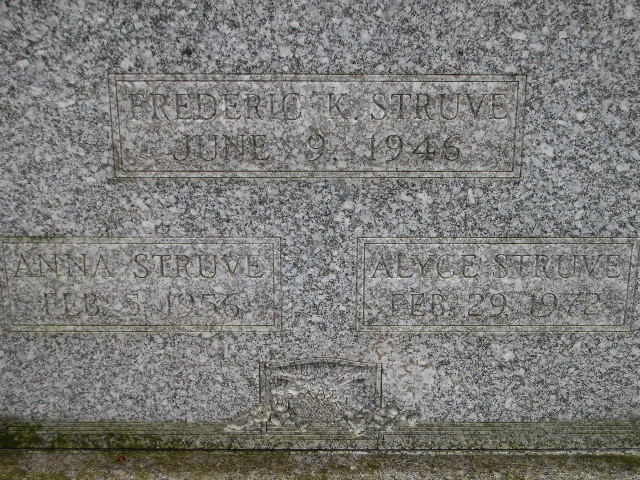 FREDERIC K. STRUVE
JUNE 9, 1946
ANNA STRUVE
FEB. 5, 1956
ALYCE STRUVE
FEB. 29, 1972